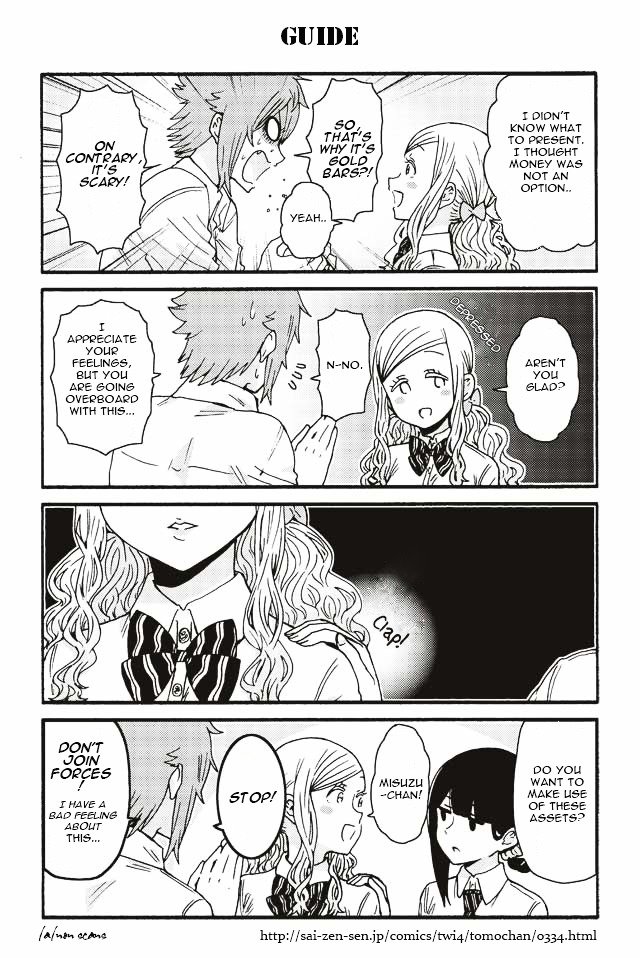 GUIDE
I DIDN'T
KNOW WHAT
TO PRESENT.
I THOUGHT
MONEY WAS
NOT AN
OPTION..
SO,
THAT'S
WHY IT'S
GOLD
BARS?!
YEAH..
ON
CONTRARY,
IT'S
SCARY!
AREN'T
YOU
GLAD?
DEPRESSED
N-NO.
I
APPRECIATE
YOUR
FEELINGS,
BUT YOU
ARE GOING
OVERBOARD
WITH THIS...
Clap!
DO YOU
WANT TO
MAKE USE
OF THESE
ASSETS?
MISUZU
-CHAN!
STOP!
DON'T
JOIN
FORCES
!
I HAVE A
BAD FEELING
ABOUT
THIS...
/a/non scans
http://sai-zen-sen.jp/comics/twi4/tomochan/0334.html